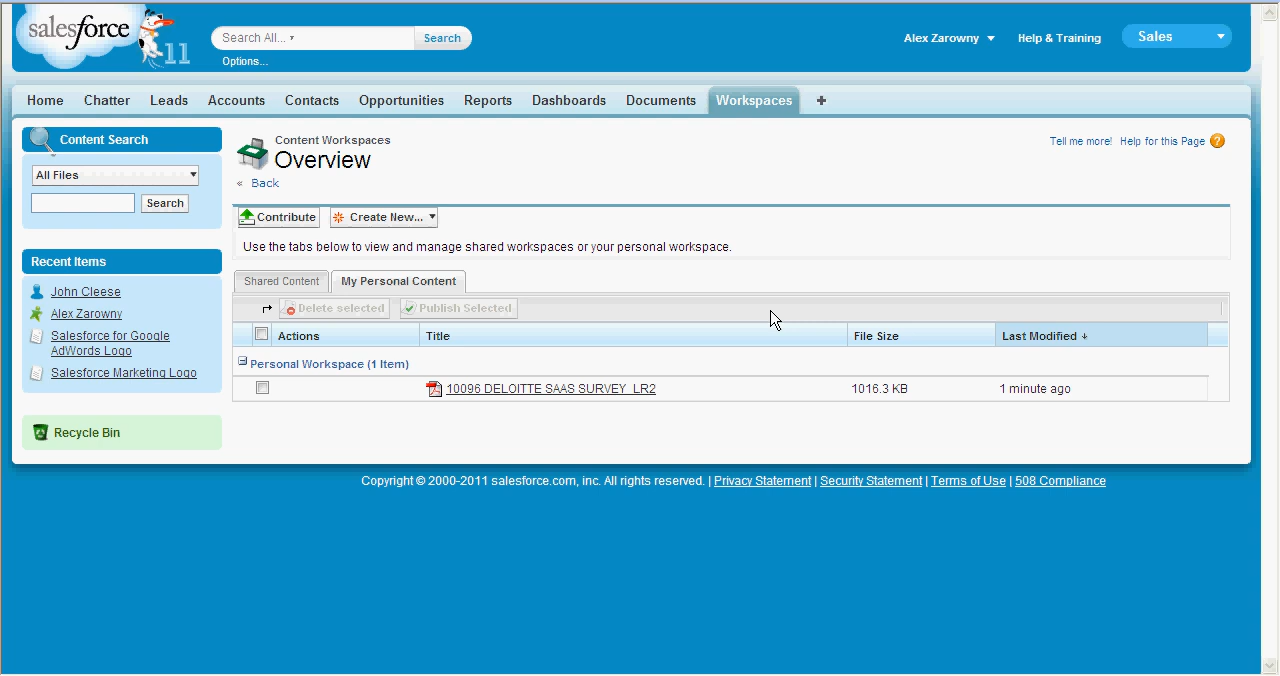 salesforce
11
Search All...
Search
Options...
Alex Zarowny
Help & Training
Sales
Home Chatter Leads Accounts Contacts Opportunities Reports Dashboards Documents Workspaces +
Content Search
All Files
Search
Recent Items
John Cleese
Alex Zarowny
Salesforce for Google
AdWords Logo
Salesforce Marketing Logo
Recycle Bin
Content Workspaces
Overview
« Back
Tell me more! Help for this Page ?
Contribute Create New...
Use the tabs below to view and manage shared workspaces or your personal workspace.
Shared Content My Personal Content
Delete selected Publish Selected
Actions Title File Size Last Modified
Personal Workspace (1 Item)
10096 DELOITTE SAAS SURVEY_LR2 1016.3 KB 1 minute ago
Copyright © 2000-2011 salesforce.com, inc. All rights reserved. | Privacy Statement | Security Statement | Terms of Use | 508 Compliance